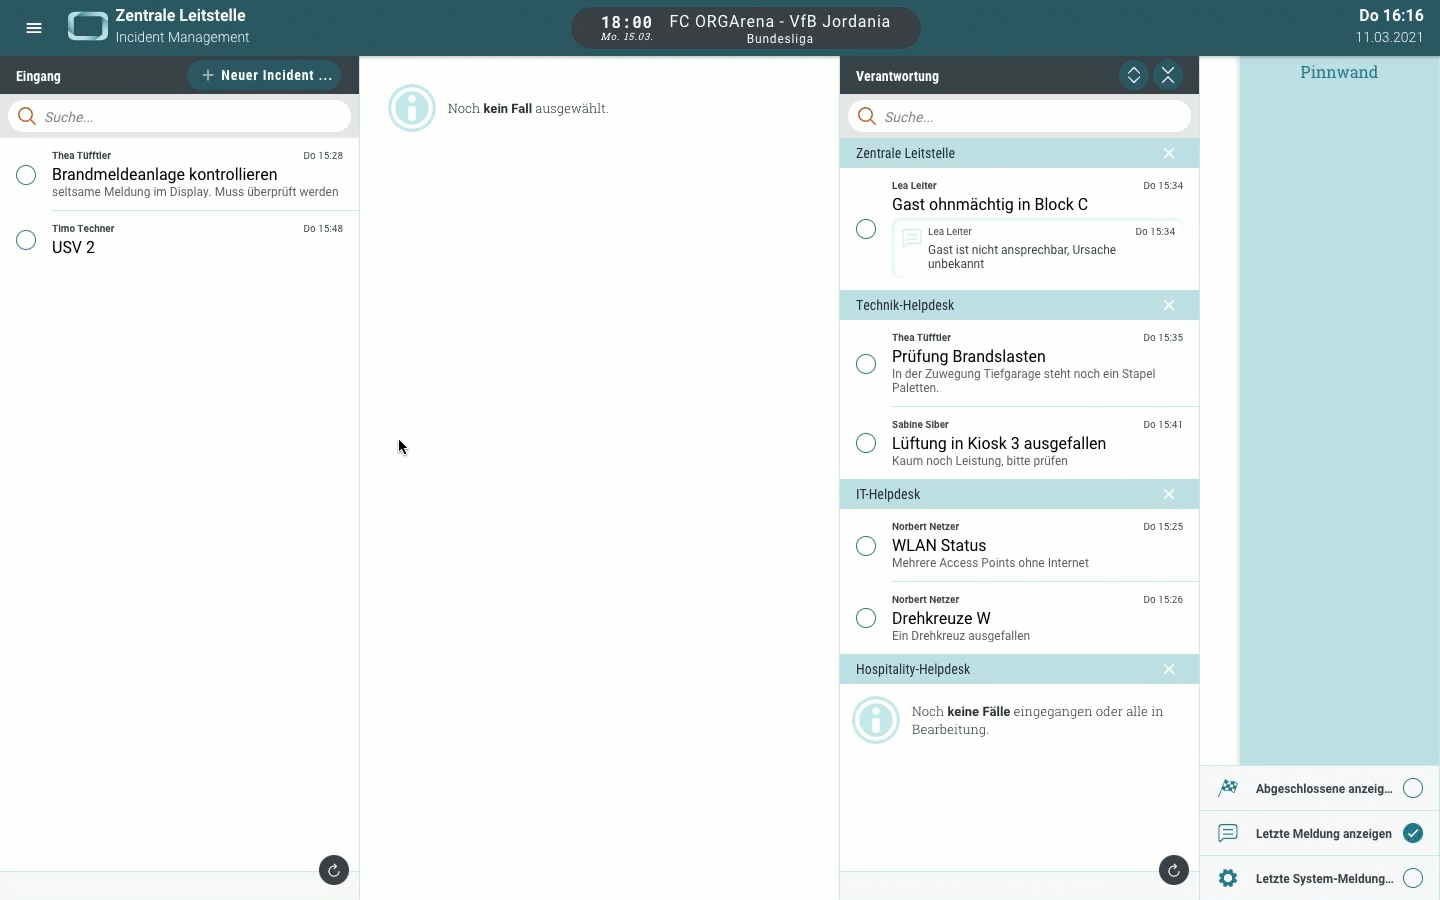 Zentrale Leitstelle
Incident Management
18:00
Mo. 15.03.
FC ORGArena - VfB Jordania
Bundesliga
Do 16:16
11.03.2021
Eingang
+ Neuer Incident ...
Suche...
Thea Tüfftler
Do 15:28
Brandmeldeanlage kontrollieren
seltsame Meldung im Display. Muss überprüft werden
Timo Techner
Do 15:48
USV 2
Noch kein Fall ausgewählt.
Verantwortung
Suche...
Zentrale Leitstelle
Lea Leiter
Do 15:34
Gast ohnmächtig in Block C
Lea Leiter
Do 15:34
Gast ist nicht ansprechbar, Ursache
unbekannt
Technik-Helpdesk
Thea Tüfftler
Do 15:35
Prüfung Brandslasten
In der Zuwegung Tiefgarage steht noch ein Stapel
Paletten.
Sabine Siber
Do 15:41
Lüftung in Kiosk 3 ausgefallen
Kaum noch Leistung, bitte prüfen
IT-Helpdesk
Norbert Netzer
Do 15:25
WLAN Status
Mehrere Access Points ohne Internet
Norbert Netzer
Do 15:26
Drehkreuze W
Ein Drehkreuz ausgefallen
Hospitality-Helpdesk
Noch keine Fälle eingegangen oder alle in
Bearbeitung.
Pinnwand
Abgeschlossene anzeig...
Letzte Meldung anzeigen
Letzte System-Meldung...